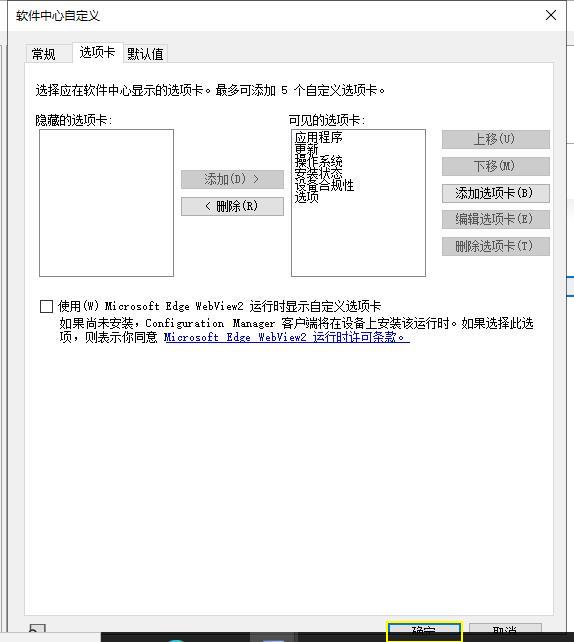 软件中心自定义
常规 选项卡 默认值
选择应在软件中心显示的选项卡。最多可添加 5 个自定义选项卡。
隐藏的选项卡: 可见的选项卡:
应用程序
更新
操作系统
安装状态
设备合规性
选项
添加(D) >
< 删除(R)
上移(U)
下移(M)
添加选项卡(B)
编辑选项卡(E)
删除选项卡(T)
使用(W) Microsoft Edge WebView2 运行时显示自定义选项卡
如果尚未安装，Configuration Manager 客户端将在设备上安装该运行时。如果选择此选
项，则表示你同意 Microsoft Edge WebView2 运行时许可条款。
确定 取消